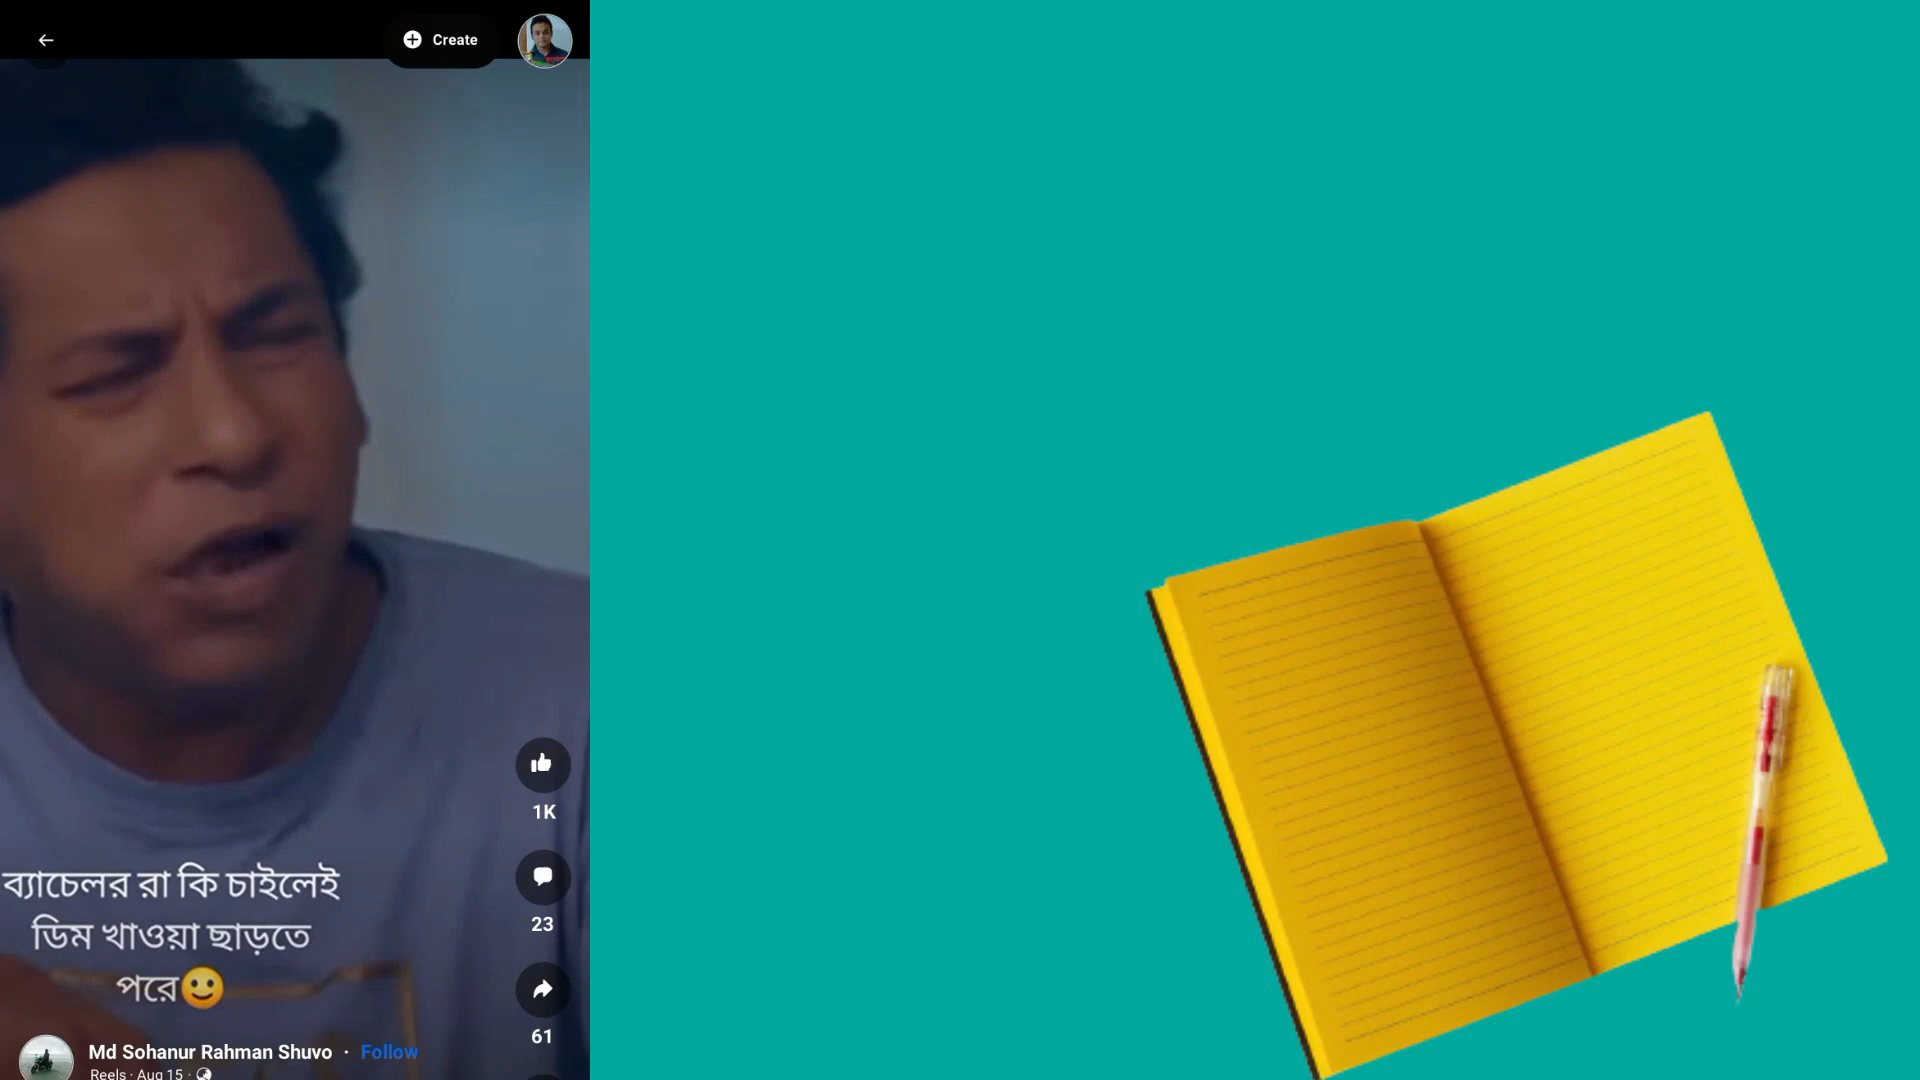 Create
1K
ব্যাচেলর রা কি চাইলেই
ডিম খাওয়া ছাড়তে
পরে🙂
23
61
Md Sohanur Rahman Shuvo · Follow
Reels · Aug 15 ·